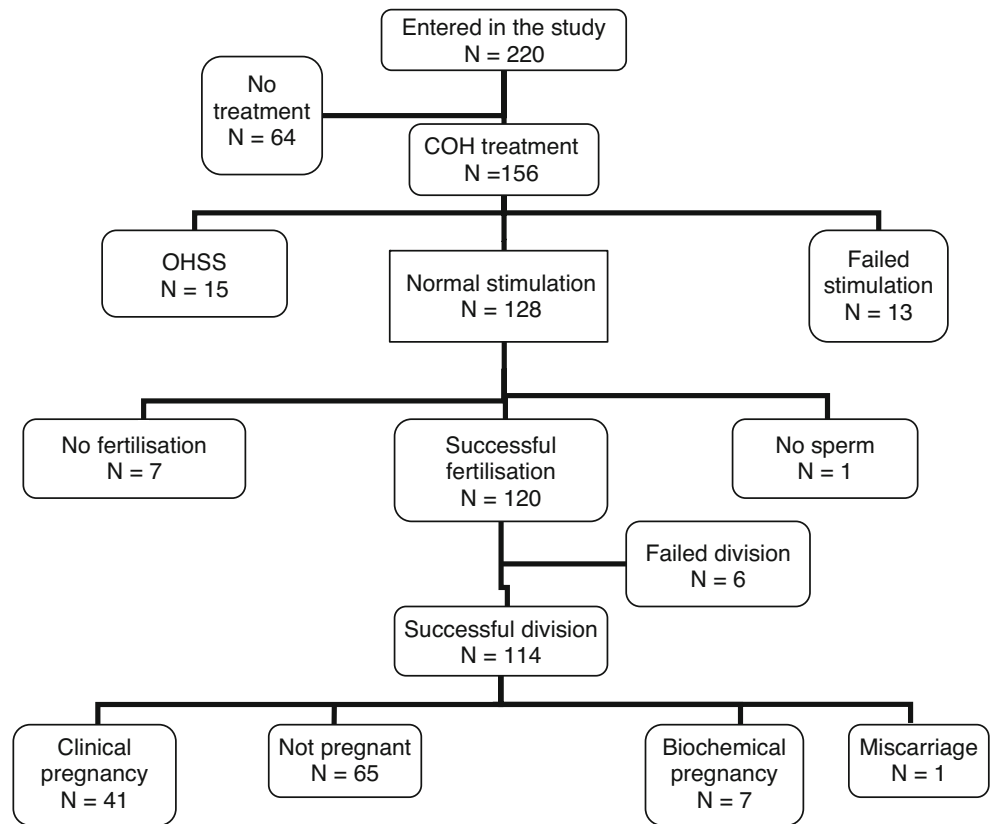 Entered in the study
N = 220
No
treatment
N = 64
COH treatment
N =156
OHSS
N = 15
Normal stimulation
N = 128
Failed
stimulation
N = 13
No fertilisation
N = 7
Successful
fertilisation
N = 120
No sperm
N = 1
Failed division
N = 6
Successful division
N = 114
Clinical
pregnancy
N = 41
Not pregnant
N = 65
Biochemical
pregnancy
N = 7
Miscarriage
N = 1